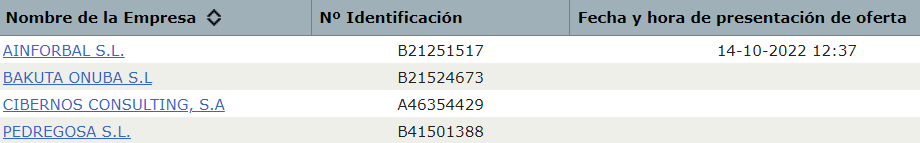 Nombre de la Empresa Nº Identificación Fecha y hora de presentación de oferta
AINFORBAL S.L. B21251517 14-10-2022 12:37
BAKUTA ONUBA S.L B21524673
CIBERNOS CONSULTING, S.A A46354429
PEDREGOSA S.L. B41501388